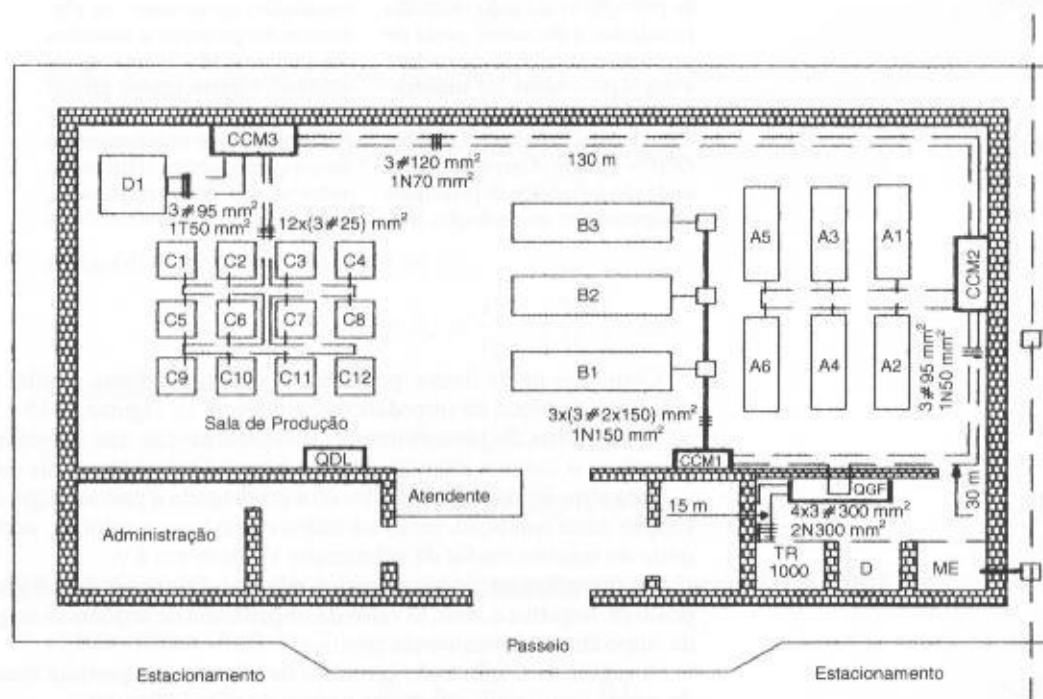 CCM3
D1
3#120 mm²
1N70 mm²
130 m
3#95 mm²
1T50 mm²
12x(3#25) mm²
B3
A5
A3
A1
CCM2
C1
C2
C3
C4
B2
C5
C6
C7
C8
B1
A6
A4
A2
3#95 mm²
1N50 mm²
C9
C10
C11
C12
3x(3#2x150) mm²
1N150 mm²
Sala de Produção
QDL
CCM1
QGF
30 m
Atendente
15 m
4x3#300 mm²
2N300 mm²
Administração
TR
1000
D
ME
Passeio
Estacionamento
Estacionamento